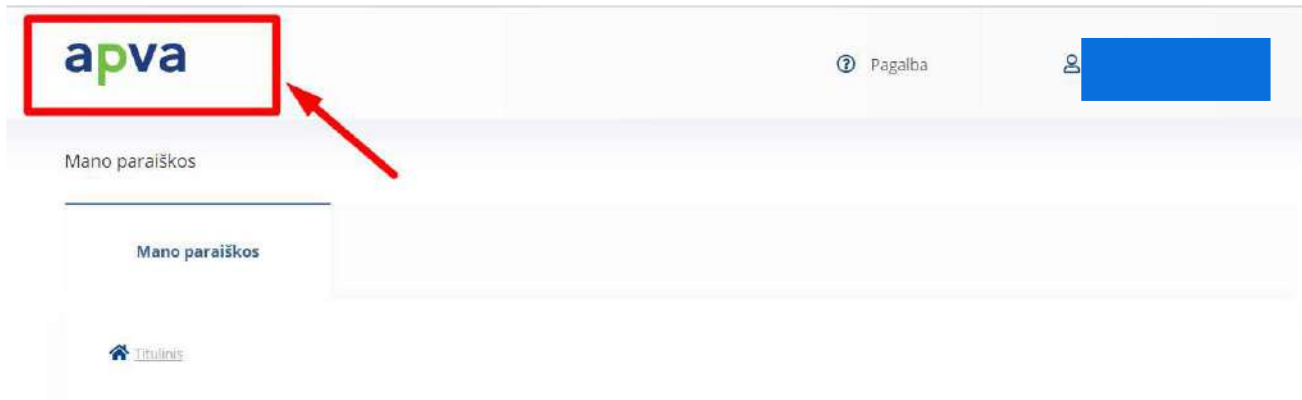 apva
Pagalba
Mano paraiškos
Mano paraiškos
Titulinis